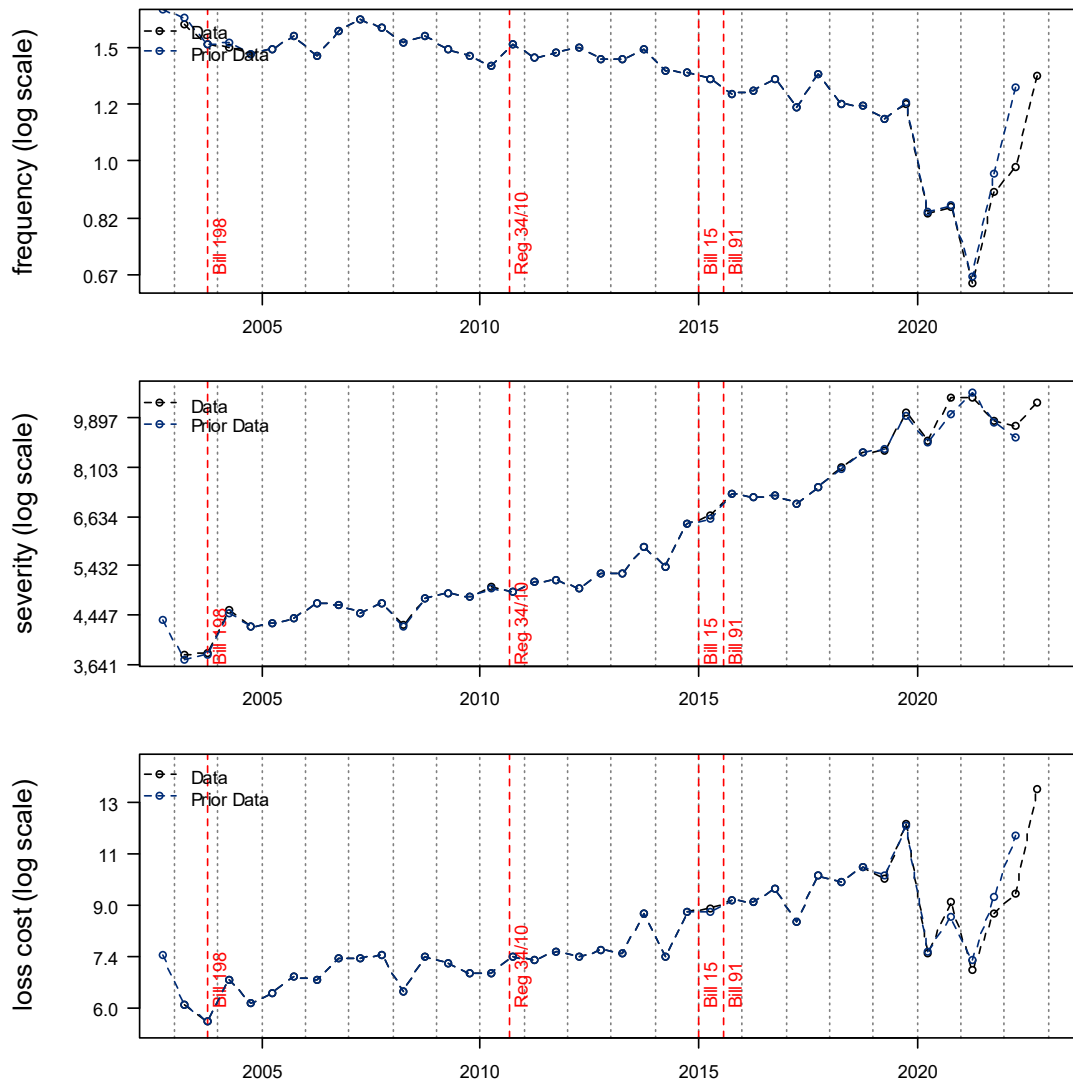 frequency (log scale)
1.5
1.2
1.0
0.82
0.67
Data
Prior Data
Bill 198
Reg 34/10
Bill 15
Bill 91
2005
2010
2015
2020
severity (log scale)
9,897
8,103
6,634
5,432
4,447
3,641
Data
Prior Data
Bill 198
Reg 34/10
Bill 15
Bill 91
2005
2010
2015
2020
loss cost (log scale)
13
11
9.0
7.4
6.0
Data
Prior Data
Bill 198
Reg 34/10
Bill 15
Bill 91
2005
2010
2015
2020